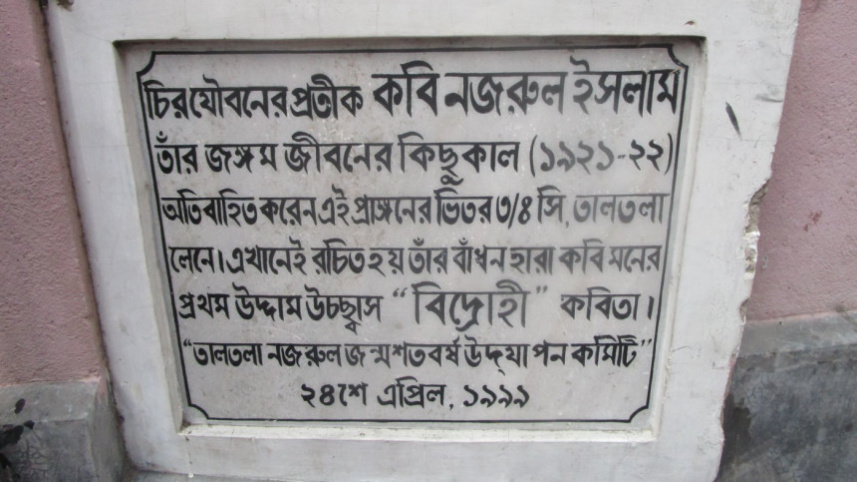 চিরযৌবনের প্রতীক কবি নজরুল ইসলাম
তাঁর জঙ্গম জীবনের কিছুকাল (১৯২১-২২)
অতিবাহিত করেন এই প্রাঙ্গনের ভিতর ৩/৪ সি, তালতলা
লেনে। এখানেই রচিত হয় তাঁর বাঁধন হারা কবি মনের
প্রথম উদ্দাম উচ্ছ্বাস “বিদ্রোহী” কবিতা।
“তালতলা নজরুল জন্মশতবর্ষ উদ্‌যাপন কমিটি”
২৪শে এপ্রিল, ১৯৯৯